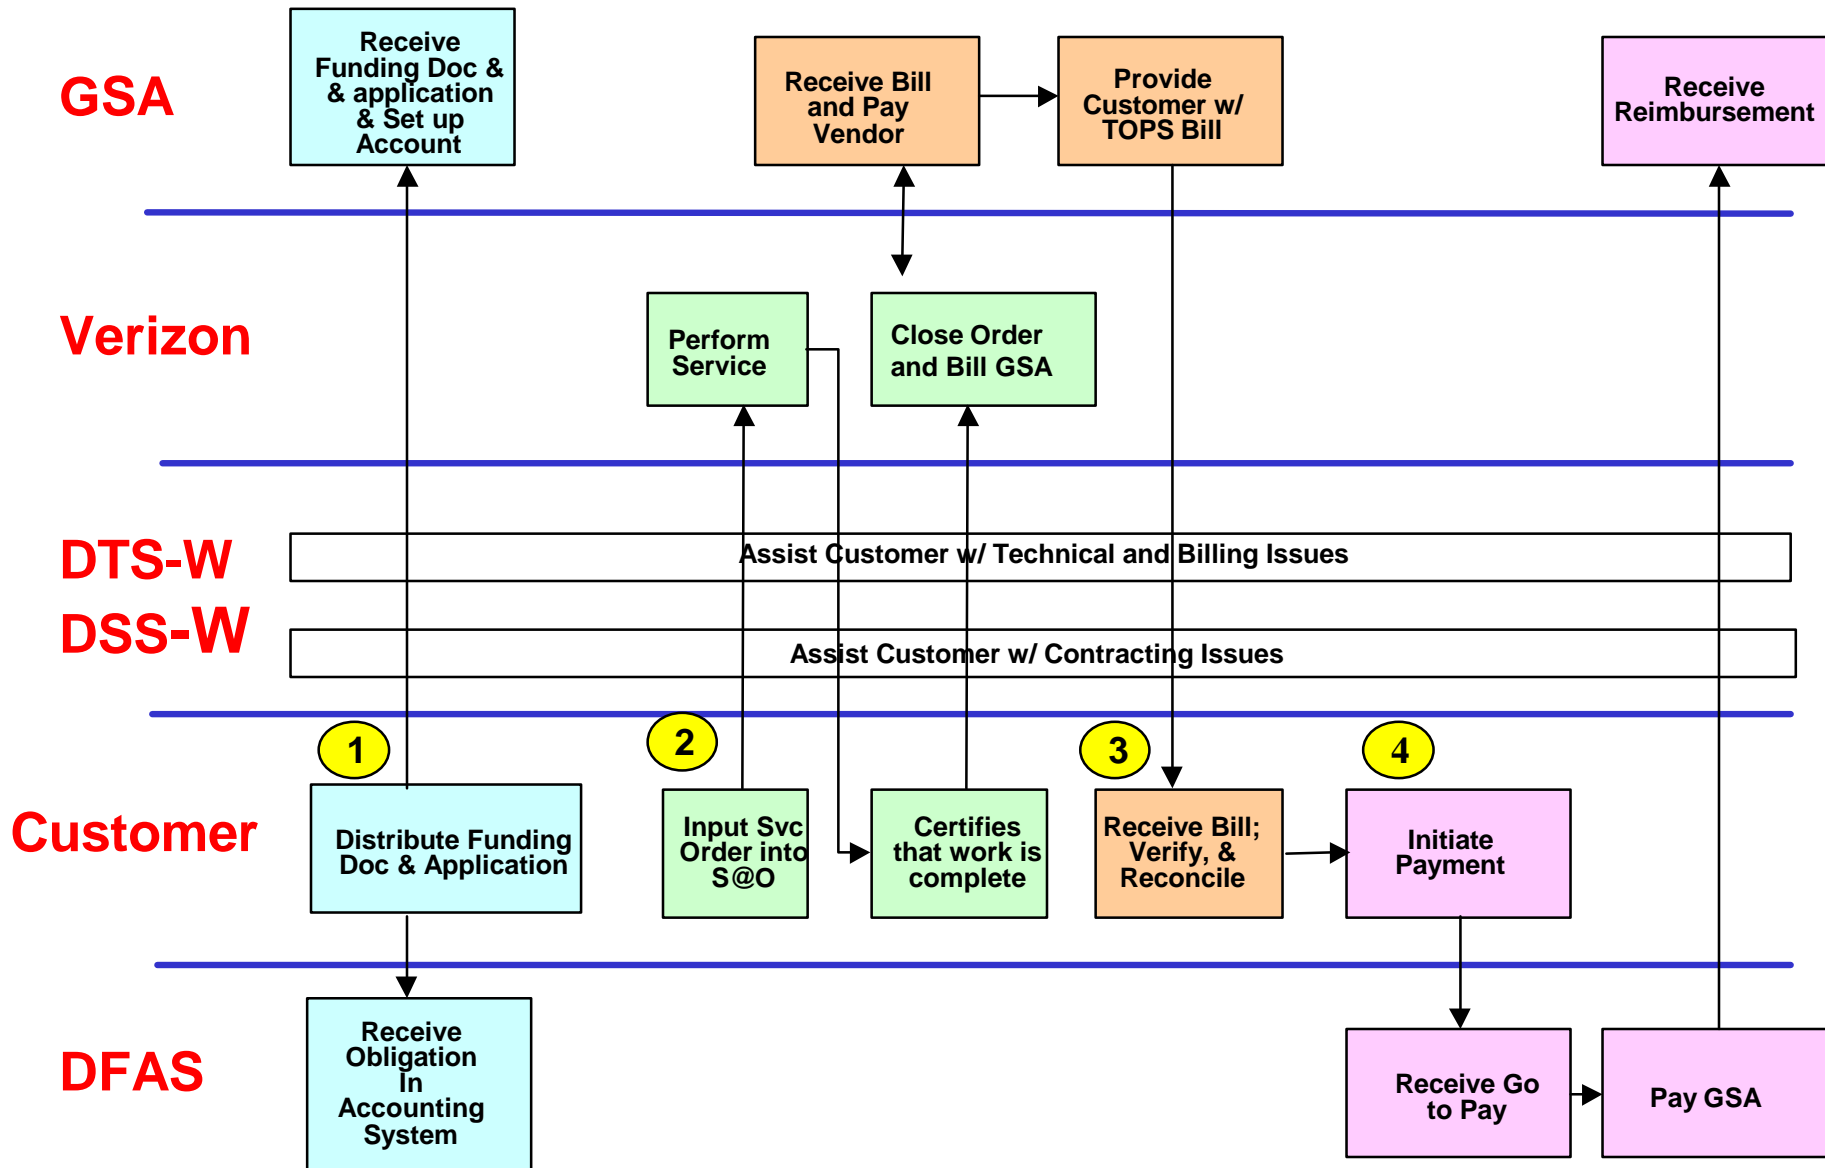 GSA
Receive
Funding Doc &
& application
& Set up
Account
Receive Bill
and Pay
Vendor
Provide
Customer w/
TOPS Bill
Receive
Reimbursement
Verizon
Perform
Service
Close Order
and Bill GSA
DTS-W
Assist Customer w/ Technical and Billing Issues
DSS-W
Assist Customer w/ Contracting Issues
1
2
3
4
Customer
Distribute Funding
Doc & Application
Input Svc
Order into
S@O
Certifies
that work is
complete
Receive Bill;
Verify, &
Reconcile
Initiate
Payment
DFAS
Receive
Obligation
In
Accounting
System
Receive Go
to Pay
Pay GSA